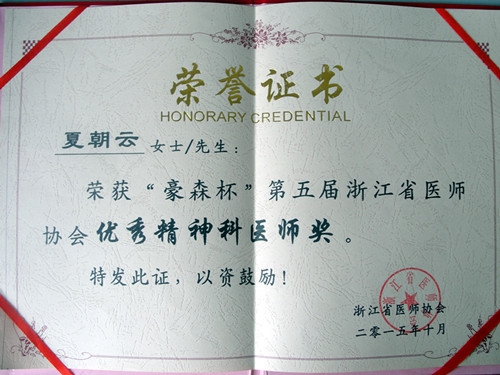 荣誉证书
HONORARY CREDENTIAL
夏朝云 女士/先生：
荣获“豪森杯”第五届浙江省医师
协会优秀精神科医师奖。
特发此证，以资鼓励！
浙江省医师协会
二零一五年十月